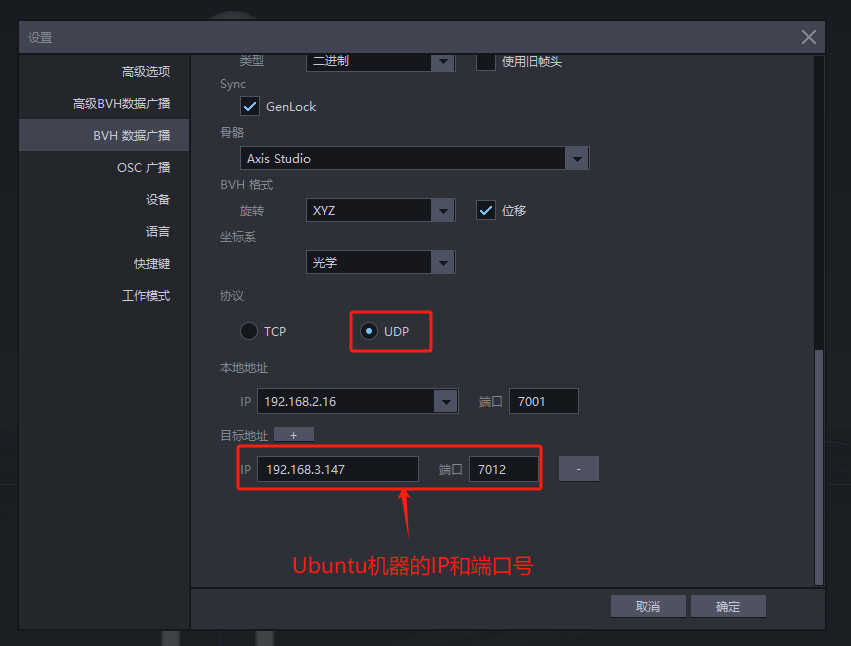 设置
高级选项
高级BVH数据广播
BVH 数据广播
OSC 广播
设备
语言
快捷键
工作模式
类型 二进制 使用旧帧头
Sync
GenLock
骨骼
Axis Studio
BVH 格式
旋转 XYZ 位移
坐标系
光学
协议
TCP UDP
本地地址
IP 192.168.2.16 端口 7001
目标地址 +
IP 192.168.3.147 端口 7012 -
Ubuntu机器的IP和端口号
取消 确定